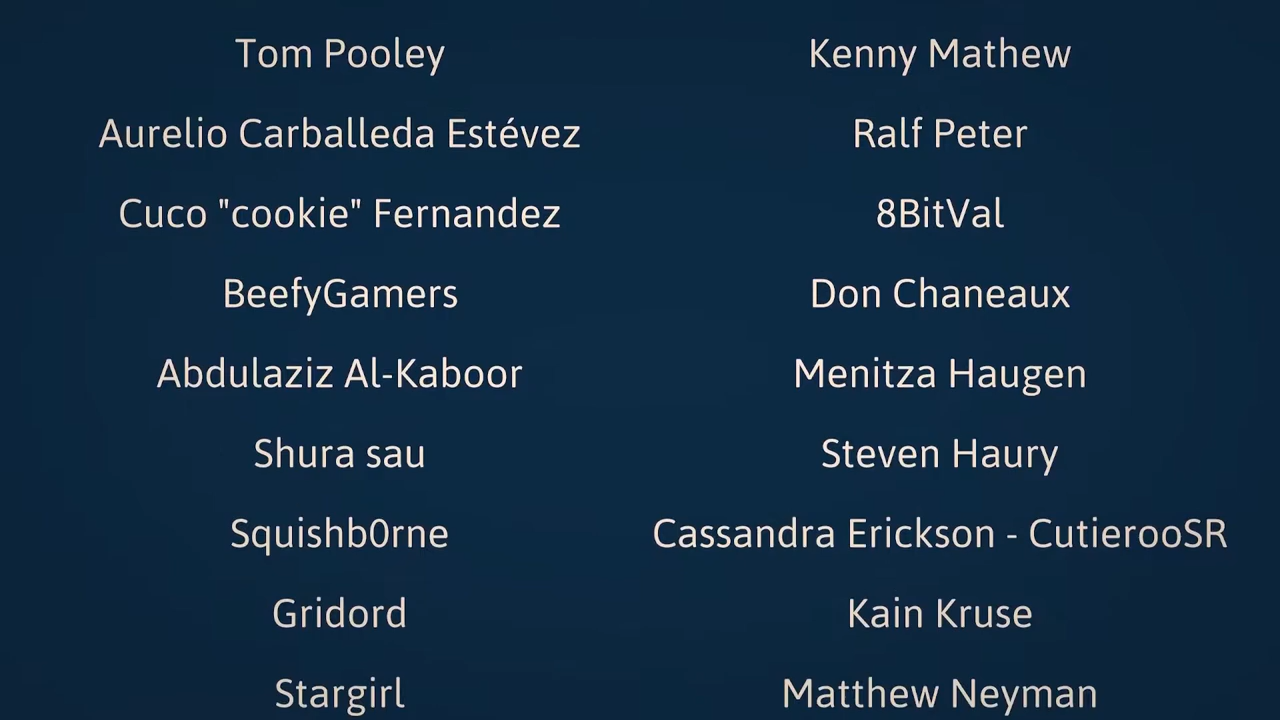 Tom Pooley
Kenny Mathew
Aurelio Carballeda Estévez
Ralf Peter
Cuco "cookie" Fernandez
8BitVal
BeefyGamers
Don Chaneaux
Abdulaziz Al-Kaboor
Menitza Haugen
Shura sau
Steven Haury
Squishb0rne
Cassandra Erickson - CutierooSR
Gridord
Kain Kruse
Stargirl
Matthew Neyman